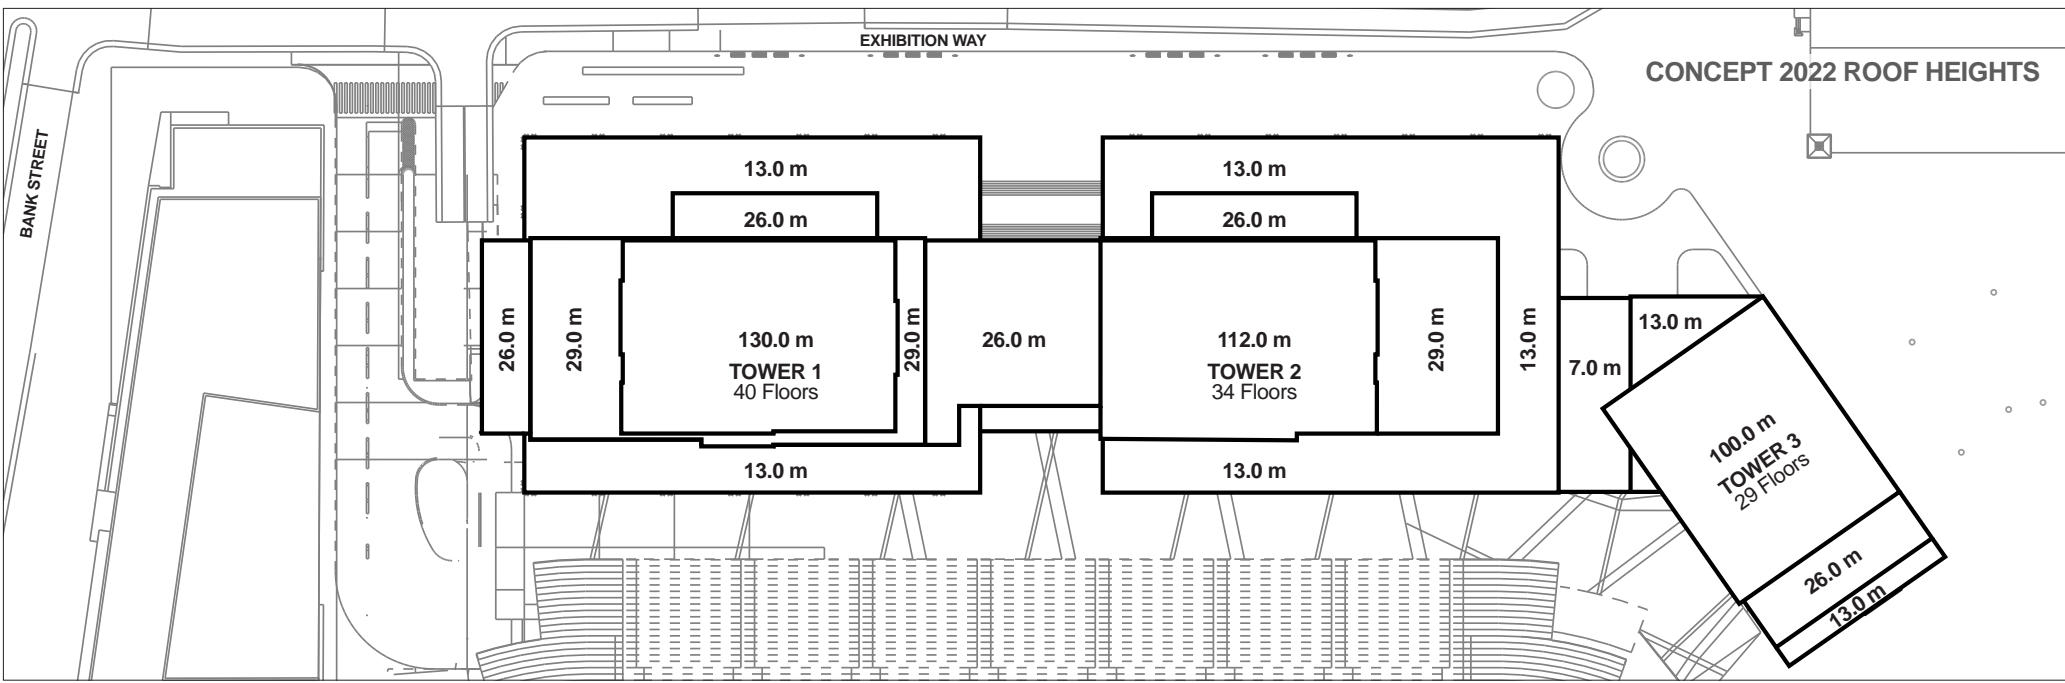 EXHIBITION WAY
CONCEPT 2022 ROOF HEIGHTS
BANK STREET
13.0 m
13.0 m
26.0 m
26.0 m
26.0 m
29.0 m
130.0 m
TOWER 1
40 Floors
29.0 m
26.0 m
112.0 m
TOWER 2
34 Floors
29.0 m
13.0 m
7.0 m
13.0 m
100.0 m
TOWER 3
29 Floors
13.0 m
13.0 m
26.0 m
13.0 m